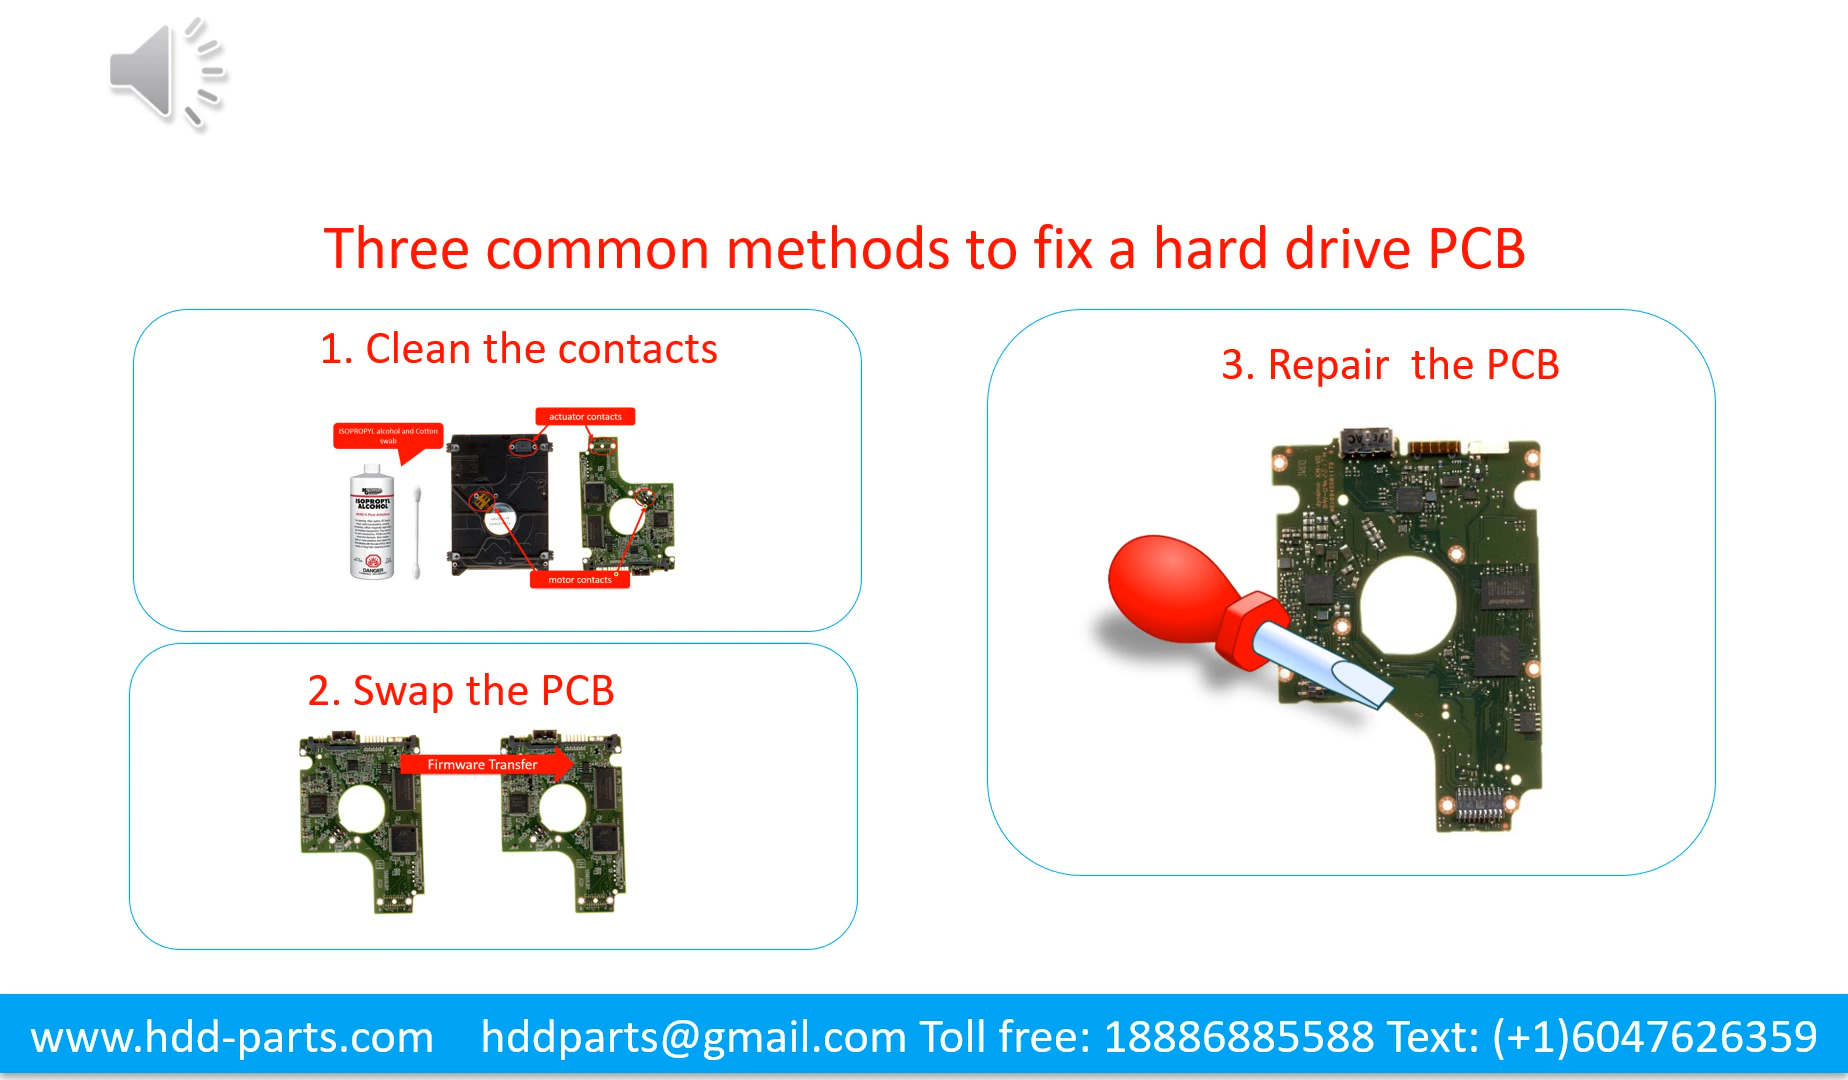 Three common methods to fix a hard drive PCB
1. Clean the contacts
ISOPROPYL alcohol and Cotton
swab
actuator contacts
ISOPROPYL
ALCOHOL
DANGER
motor contacts
2. Swap the PCB
Firmware Transfer
3. Repair  the PCB
www.hdd-parts.com hddparts@gmail.com Toll free: 18886885588 Text: (+1)6047626359